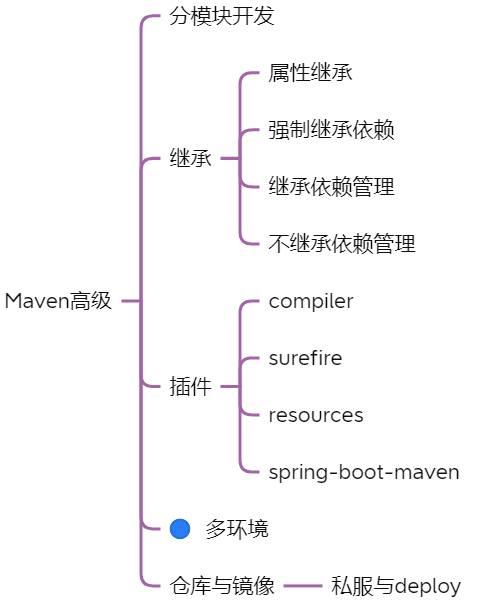 分模块开发
属性继承
强制继承依赖
继承
继承依赖管理
不继承依赖管理
Maven高级
compiler
surefire
插件
resources
spring-boot-maven
多环境
仓库与镜像
私服与deploy